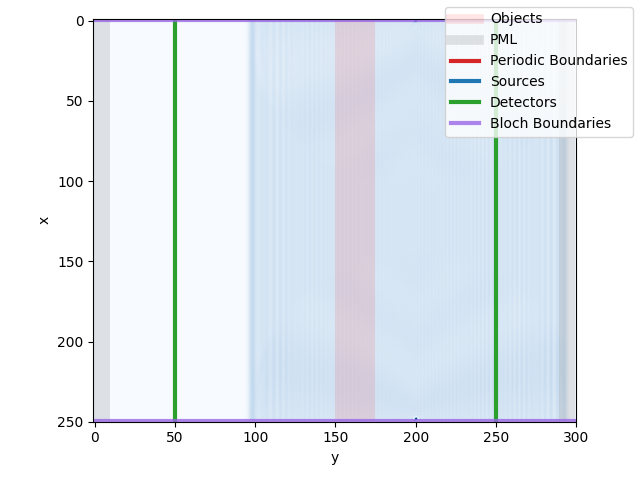 Objects
PML
Periodic Boundaries
Sources
Detectors
Bloch Boundaries
0
50
100
150
200
250
x
0 50 100 150 200 250 300
y